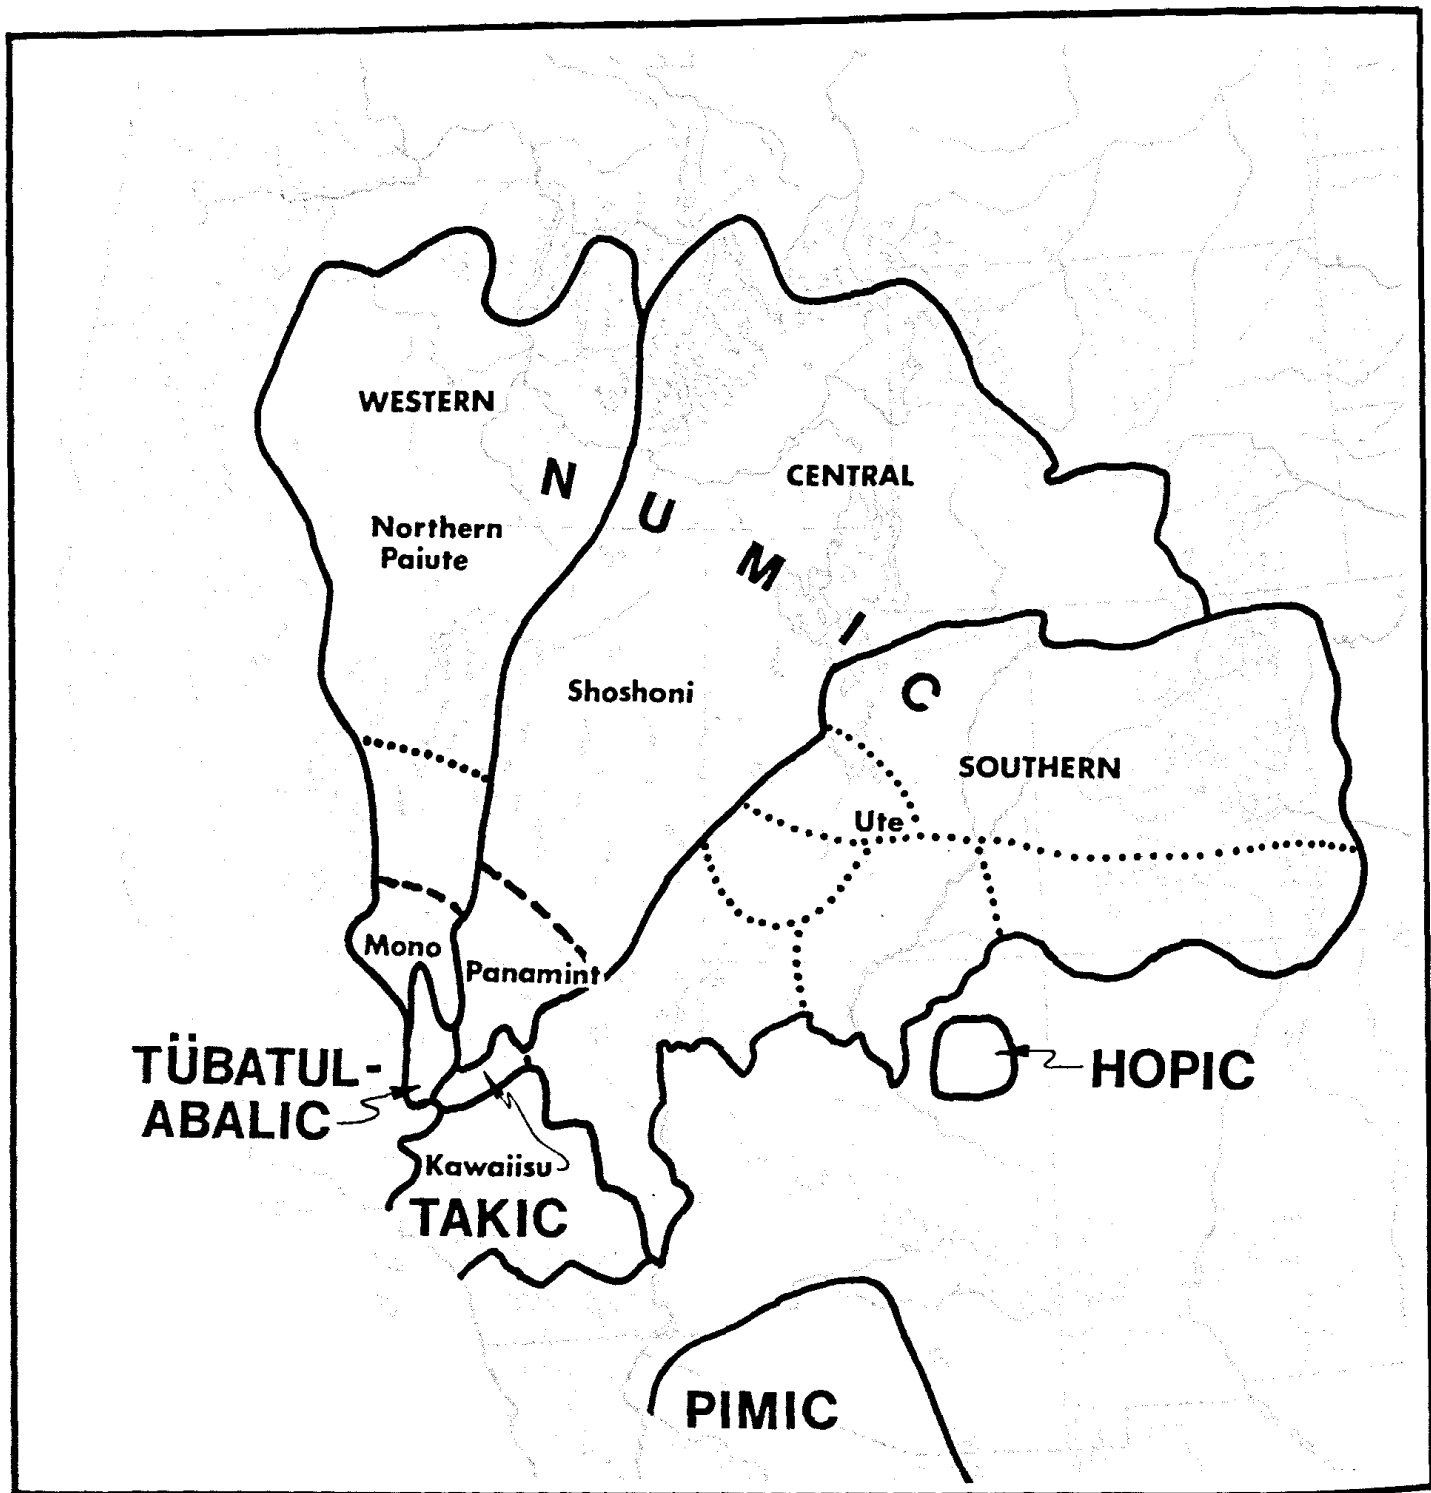 WESTERN
N U M I C
CENTRAL
Northern
Paiute
Shoshoni
SOUTHERN
Ute
Mono
Panamint
TÜBATUL-
ABALIC
HOPIC
Kawaiisu
TAKIC
PIMIC